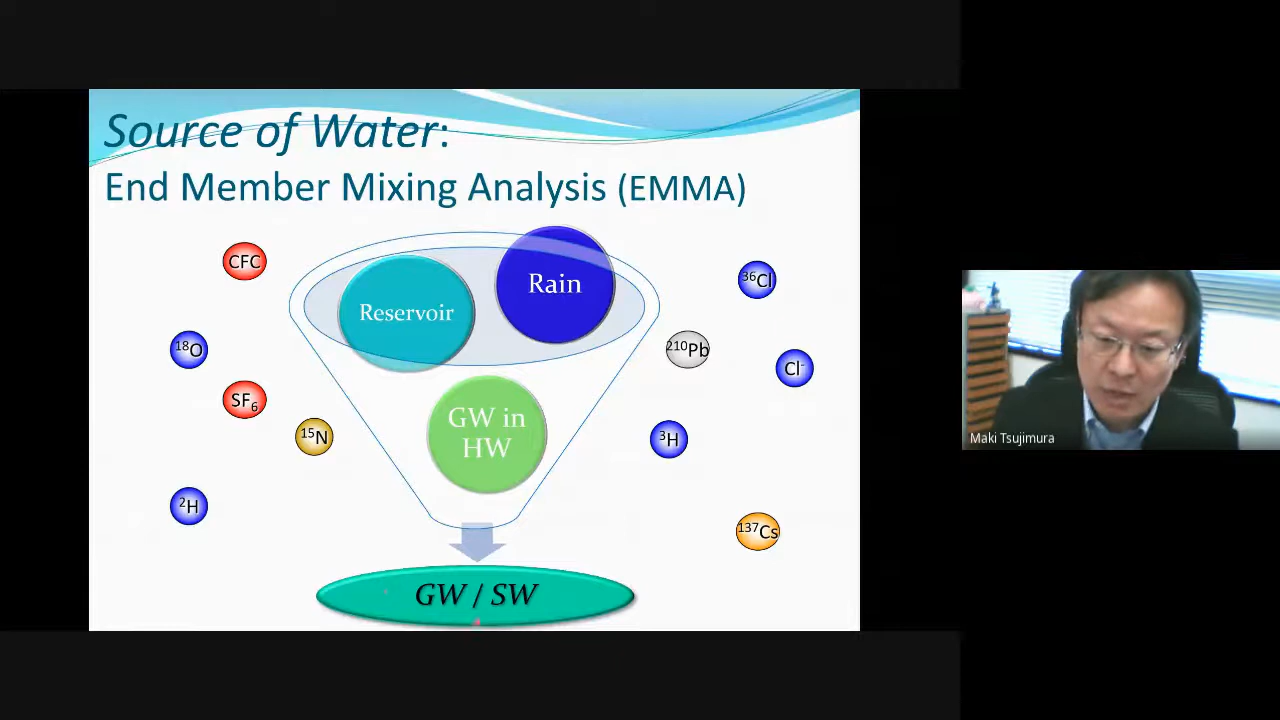 Source of Water:
End Member Mixing Analysis (EMMA)
CFC
Rain
³⁶Cl
Reservoir
¹⁸O
²¹⁰Pb
Cl⁻
SF₆
GW in
HW
¹⁵N
³H
²H
¹³⁷Cs
GW / SW
Maki Tsujimura